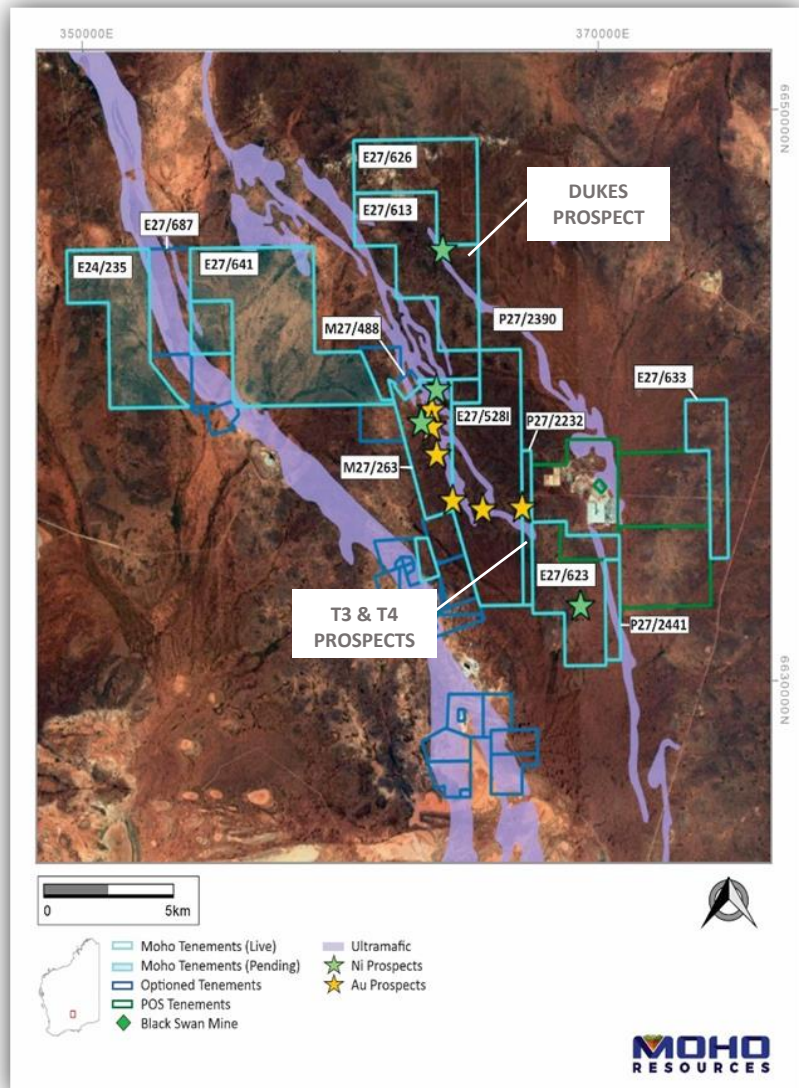 350000E
370000E
6650000N
E27/626
DUKES
PROSPECT
E27/613
E27/687
E24/235
E27/641
P27/2390
M27/488
E27/633
E27/528I
P27/2232
M27/263
E27/623
T3 & T4
PROSPECTS
P27/2441
6630000N
0
5km
Moho Tenements (Live)
Moho Tenements (Pending)
Optioned Tenements
POS Tenements
Black Swan Mine
Ultramafic
Ni Prospects
Au Prospects
MOHO
RESOURCES